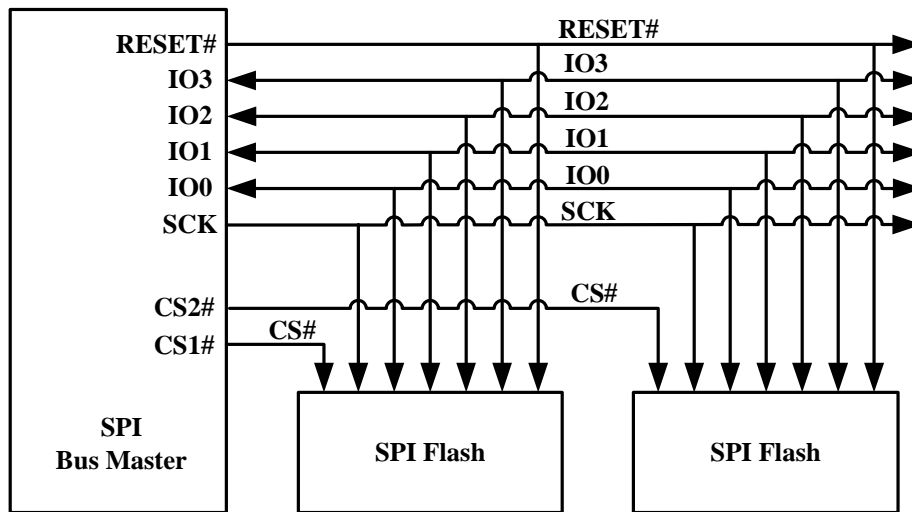 RESET#
RESET#
IO3
IO3
IO2
IO2
IO1
IO1
IO0
IO0
SCK
SCK
CS2#
CS#
CS1#
CS#
SPI
Bus Master
SPI Flash
SPI Flash